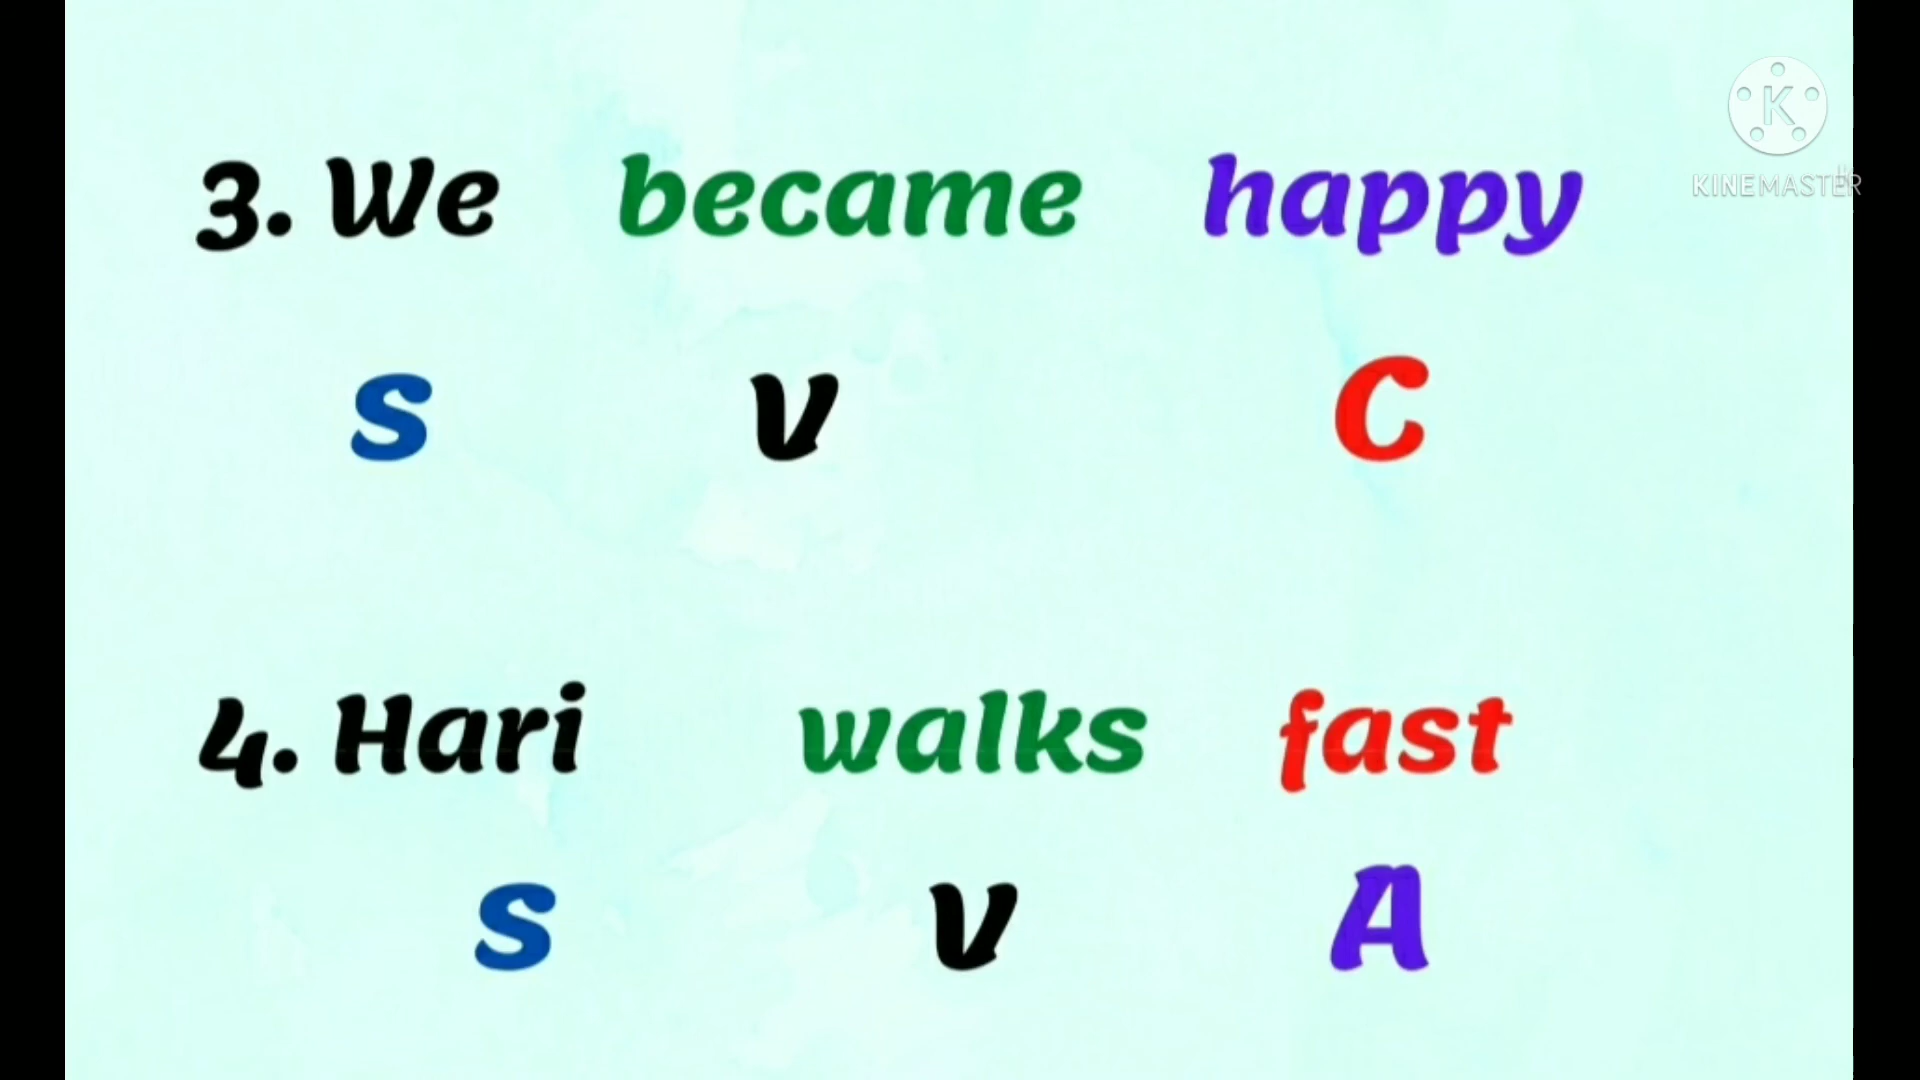 3. We became happy
S V C
4. Hari walks fast
S V A
K
KINEMASTER